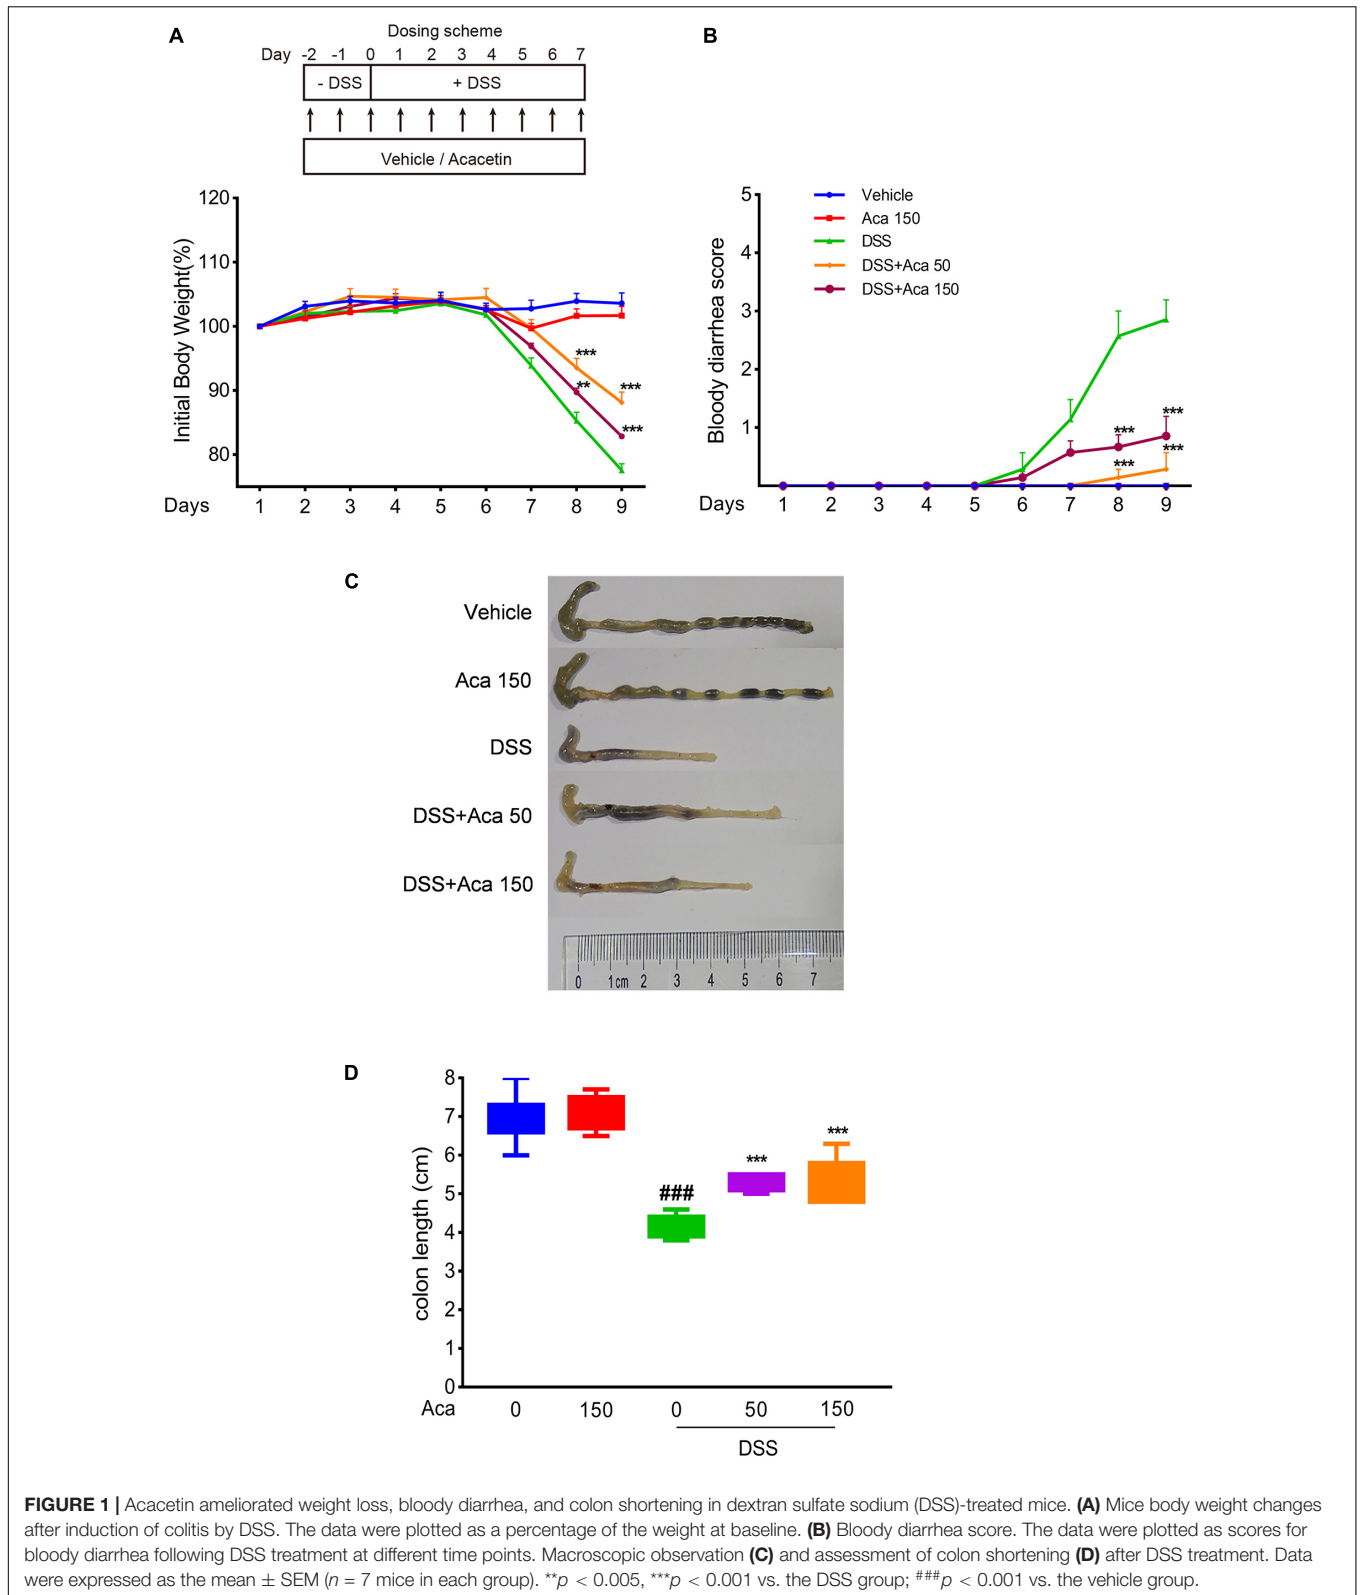 A
Dosing scheme
Day -2 -1 0 1 2 3 4 5 6 7
- DSS + DSS
Vehicle / Acacetin
120
110
100
90
80
Initial Body Weight(%)
***
**
***
***
Days 1 2 3 4 5 6 7 8 9
B
5
4
3
2
1
Bloody diarrhea score
Vehicle
Aca 150
DSS
DSS+Aca 50
DSS+Aca 150
***
***
***
***
Days 1 2 3 4 5 6 7 8 9
C
Vehicle
Aca 150
DSS
DSS+Aca 50
DSS+Aca 150
0 1cm 2 3 4 5 6 7
D
8
7
6
5
4
3
2
1
0
colon length (cm)
###
***
***
Aca 0 150 0 50 150
DSS
FIGURE 1 | Acacetin ameliorated weight loss, bloody diarrhea, and colon shortening in dextran sulfate sodium (DSS)-treated mice. (A) Mice body weight changes
after induction of colitis by DSS. The data were plotted as a percentage of the weight at baseline. (B) Bloody diarrhea score. The data were plotted as scores for
bloody diarrhea following DSS treatment at different time points. Macroscopic observation (C) and assessment of colon shortening (D) after DSS treatment. Data
were expressed as the mean ± SEM (n = 7 mice in each group). **p < 0.005, ***p < 0.001 vs. the DSS group; ###p < 0.001 vs. the vehicle group.